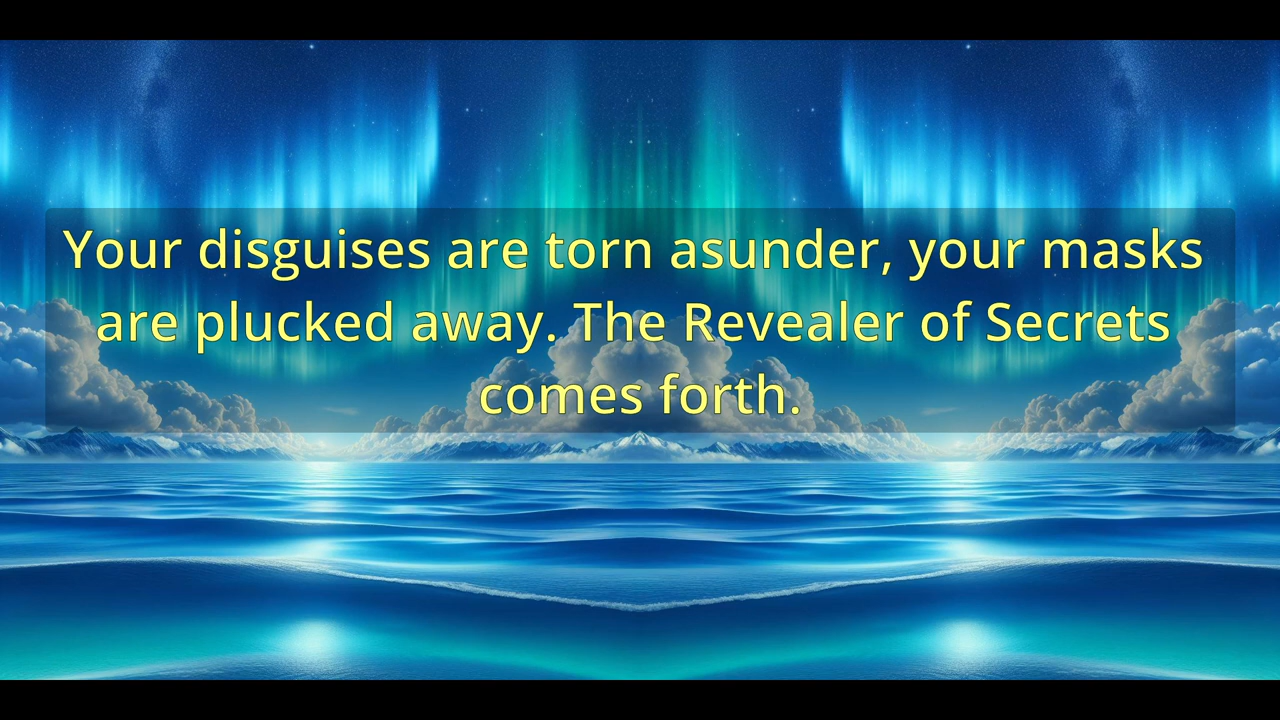 Your disguises are torn asunder, your masks
are plucked away. The Revealer of Secrets
comes forth.